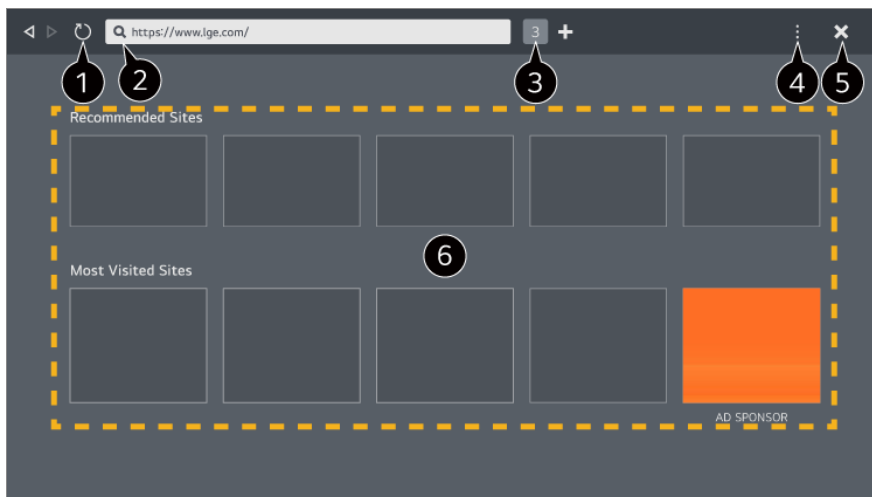 https://www.lge.com/ 3
1 2 3 4 5
Recommended Sites
6
Most Visited Sites
AD SPONSOR